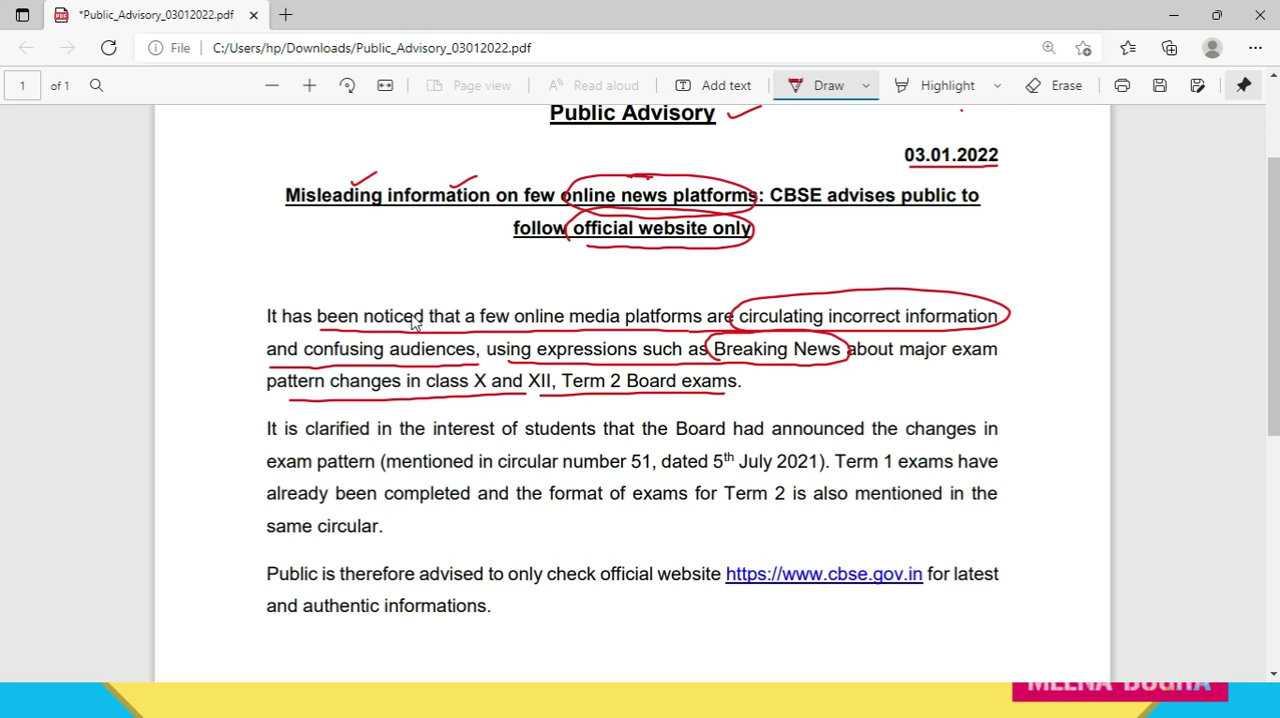 *Public_Advisory_03012022.pdf
File C:/Users/hp/Downloads/Public_Advisory_03012022.pdf
1 of 1 Page view Read aloud Add text Draw Highlight Erase
Public Advisory
03.01.2022
Misleading information on few online news platforms: CBSE advises public to
follow official website only
It has been noticed that a few online media platforms are circulating incorrect information
and confusing audiences, using expressions such as Breaking News about major exam
pattern changes in class X and XII, Term 2 Board exams.
It is clarified in the interest of students that the Board had announced the changes in
exam pattern (mentioned in circular number 51, dated 5th July 2021). Term 1 exams have
already been completed and the format of exams for Term 2 is also mentioned in the
same circular.
Public is therefore advised to only check official website https://www.cbse.gov.in for latest
and authentic informations.